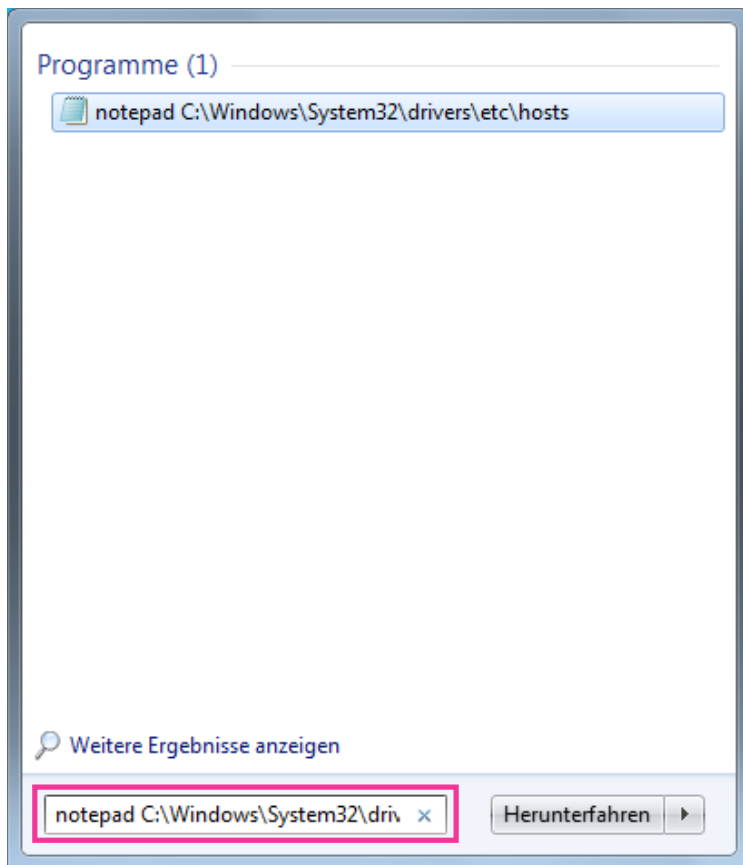 Programme (1)
notepad C:\Windows\System32\drivers\etc\hosts
Weitere Ergebnisse anzeigen
notepad C:\Windows\System32\driv
Herunterfahren